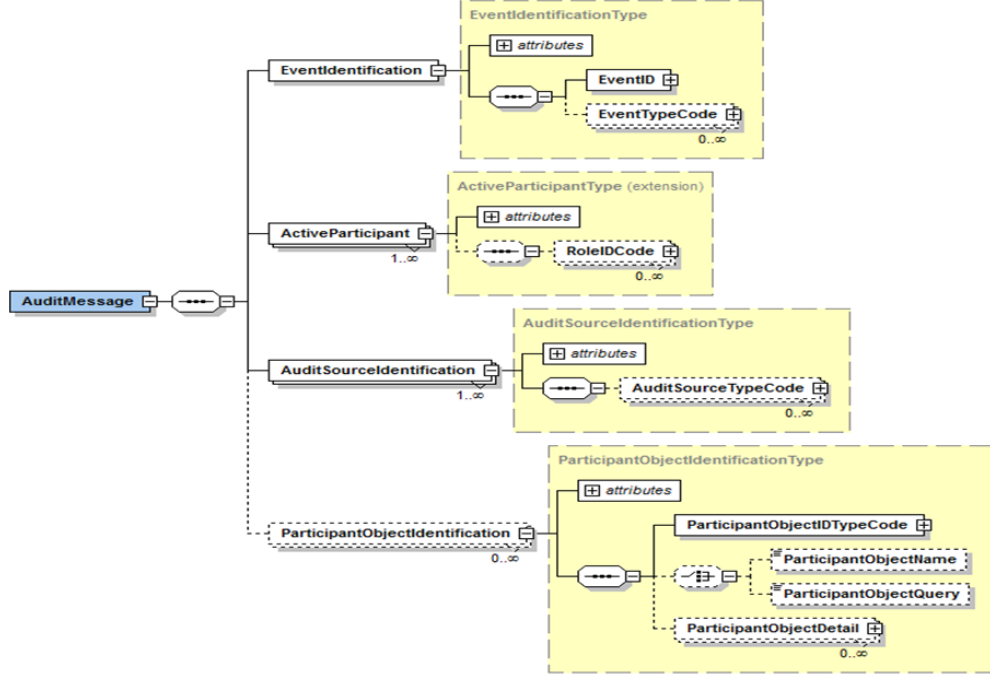 EventIdentificationType
attributes
EventIdentification
EventID
EventTypeCode
0..∞
ActiveParticipantType (extension)
attributes
ActiveParticipant
RoleIDCode
1..∞
0..∞
AuditMessage
AuditSourceIdentificationType
attributes
AuditSourceIdentification
AuditSourceTypeCode
1..∞
0..∞
ParticipantObjectIdentificationType
attributes
ParticipantObjectIDTypeCode
ParticipantObjectIdentification
0..∞
ParticipantObjectName
ParticipantObjectQuery
ParticipantObjectDetail
0..∞